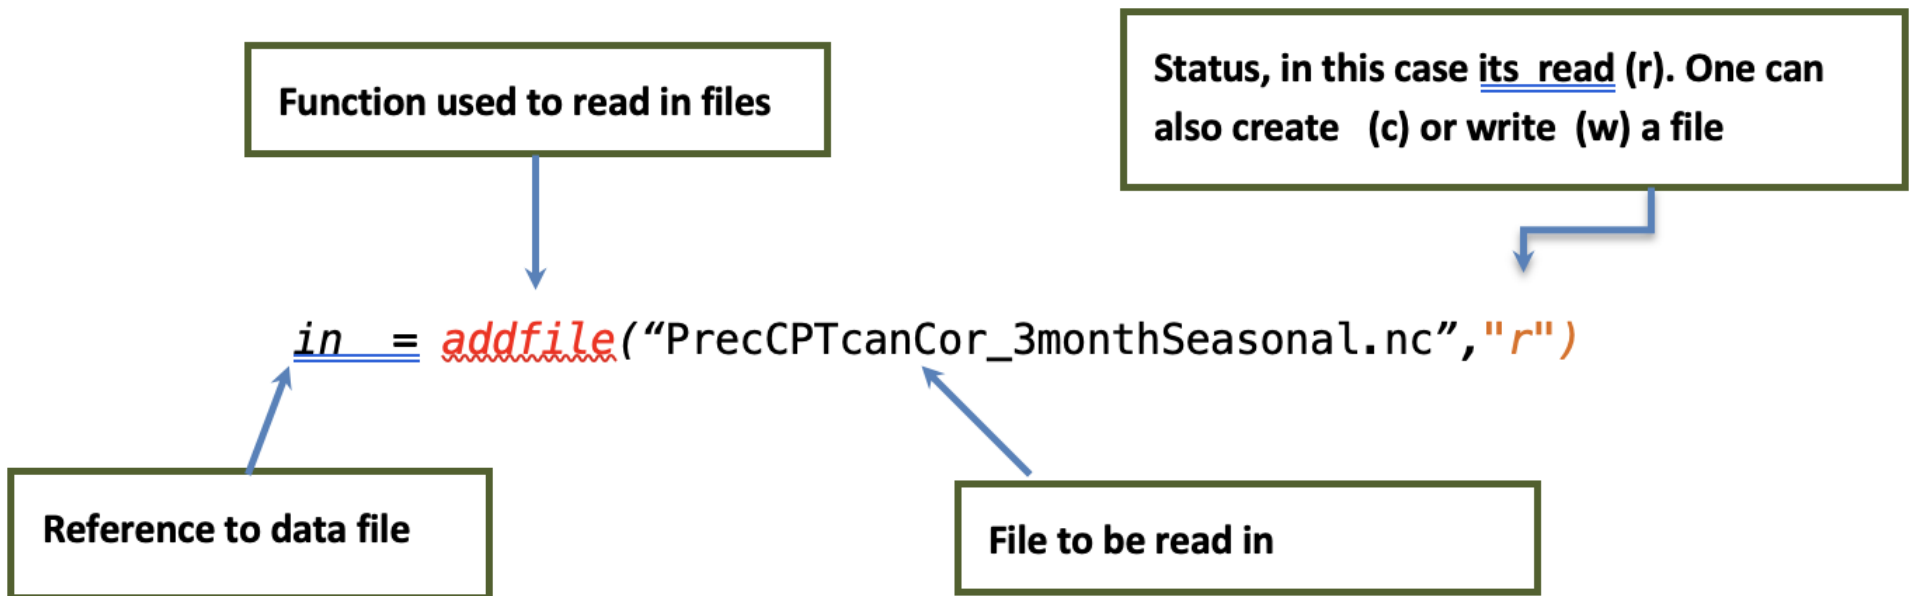 Function used to read in files
Status, in this case its  read (r). One can
also create   (c) or write  (w) a file
in  = addfile(“PrecCPTcanCor_3monthSeasonal.nc”,"r")
Reference to data file
File to be read in